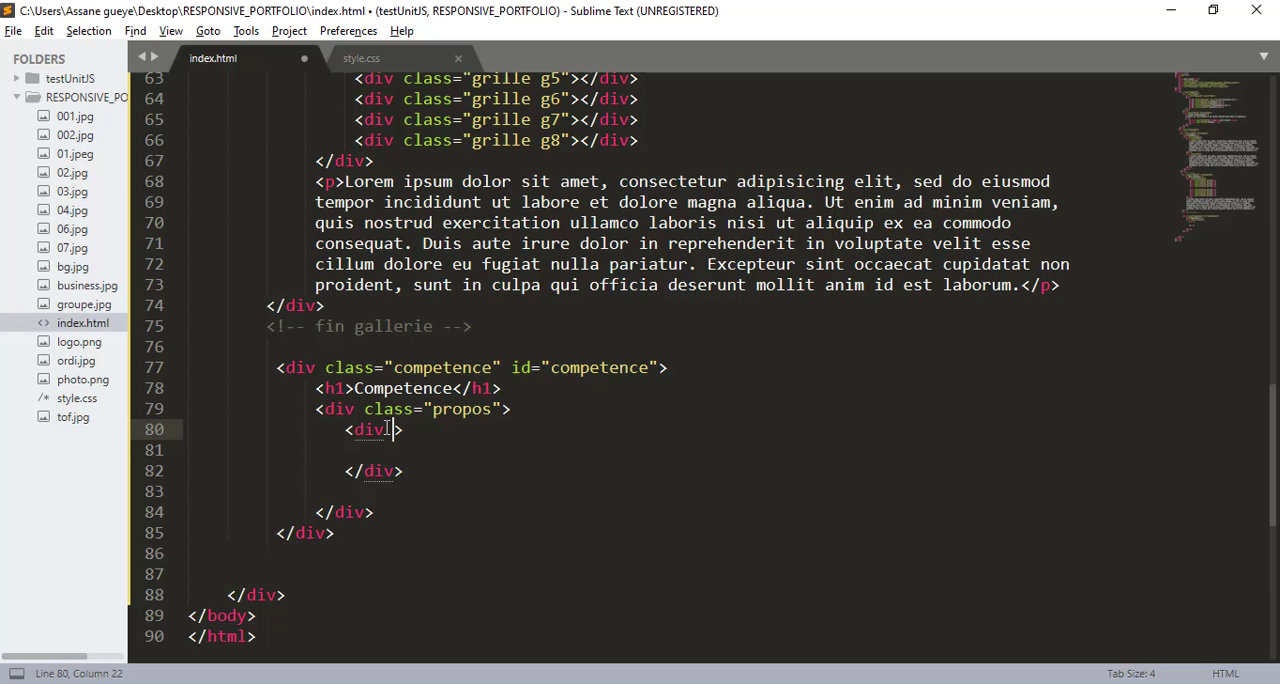 C:\Users\Assane gueye\Desktop\RESPONSIVE_PORTFOLIO\index.html • (testUnitJS, RESPONSIVE_PORTFOLIO) - Sublime Text (UNREGISTERED)
File Edit Selection Find View Goto Tools Project Preferences Help
FOLDERS
testUnitJS
RESPONSIVE_PO
001.jpg
002.jpg
01.jpeg
02.jpg
03.jpg
04.jpg
06.jpg
07.jpg
bg.jpg
business.jpg
groupe.jpg
index.html
logo.png
ordi.jpg
photo.png
style.css
tof.jpg
index.html
style.css
63 <div class="grille g5"></div>
64 <div class="grille g6"></div>
65 <div class="grille g7"></div>
66 <div class="grille g8"></div>
67 </div>
68 <p>Lorem ipsum dolor sit amet, consectetur adipisicing elit, sed do eiusmod
69 tempor incididunt ut labore et dolore magna aliqua. Ut enim ad minim veniam,
70 quis nostrud exercitation ullamco laboris nisi ut aliquip ex ea commodo
71 consequat. Duis aute irure dolor in reprehenderit in voluptate velit esse
72 cillum dolore eu fugiat nulla pariatur. Excepteur sint occaecat cupidatat non
73 proident, sunt in culpa qui officia deserunt mollit anim id est laborum.</p>
74 </div>
75 <!-- fin gallerie -->
76
77 <div class="competence" id="competence">
78 <h1>Competence</h1>
79 <div class="propos">
80 <div >
81
82 </div>
83
84 </div>
85 </div>
86
87
88 </div>
89 </body>
90 </html>
Line 80, Column 22
Tab Size: 4
HTML